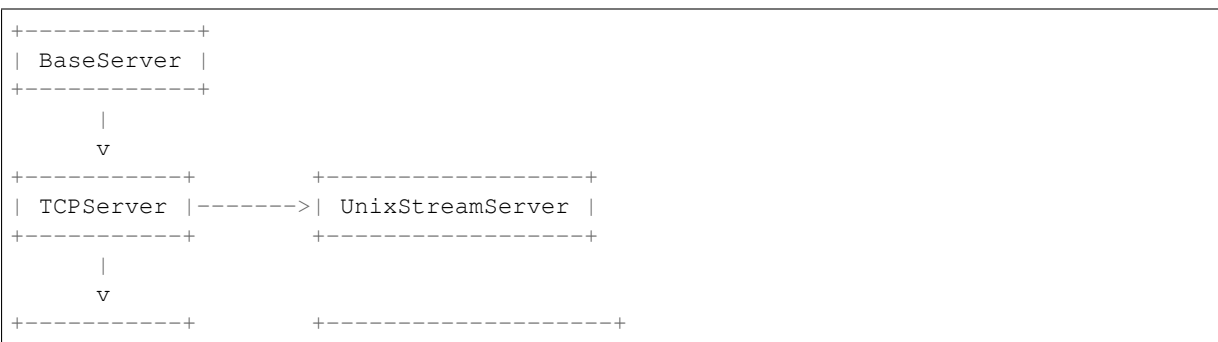 +------------+
| BaseServer |
+------------+
      |
      v
+-----------+        +------------------+
| TCPServer |------->| UnixStreamServer |
+-----------+        +------------------+
      |
      v
+-----------+        +--------------------+